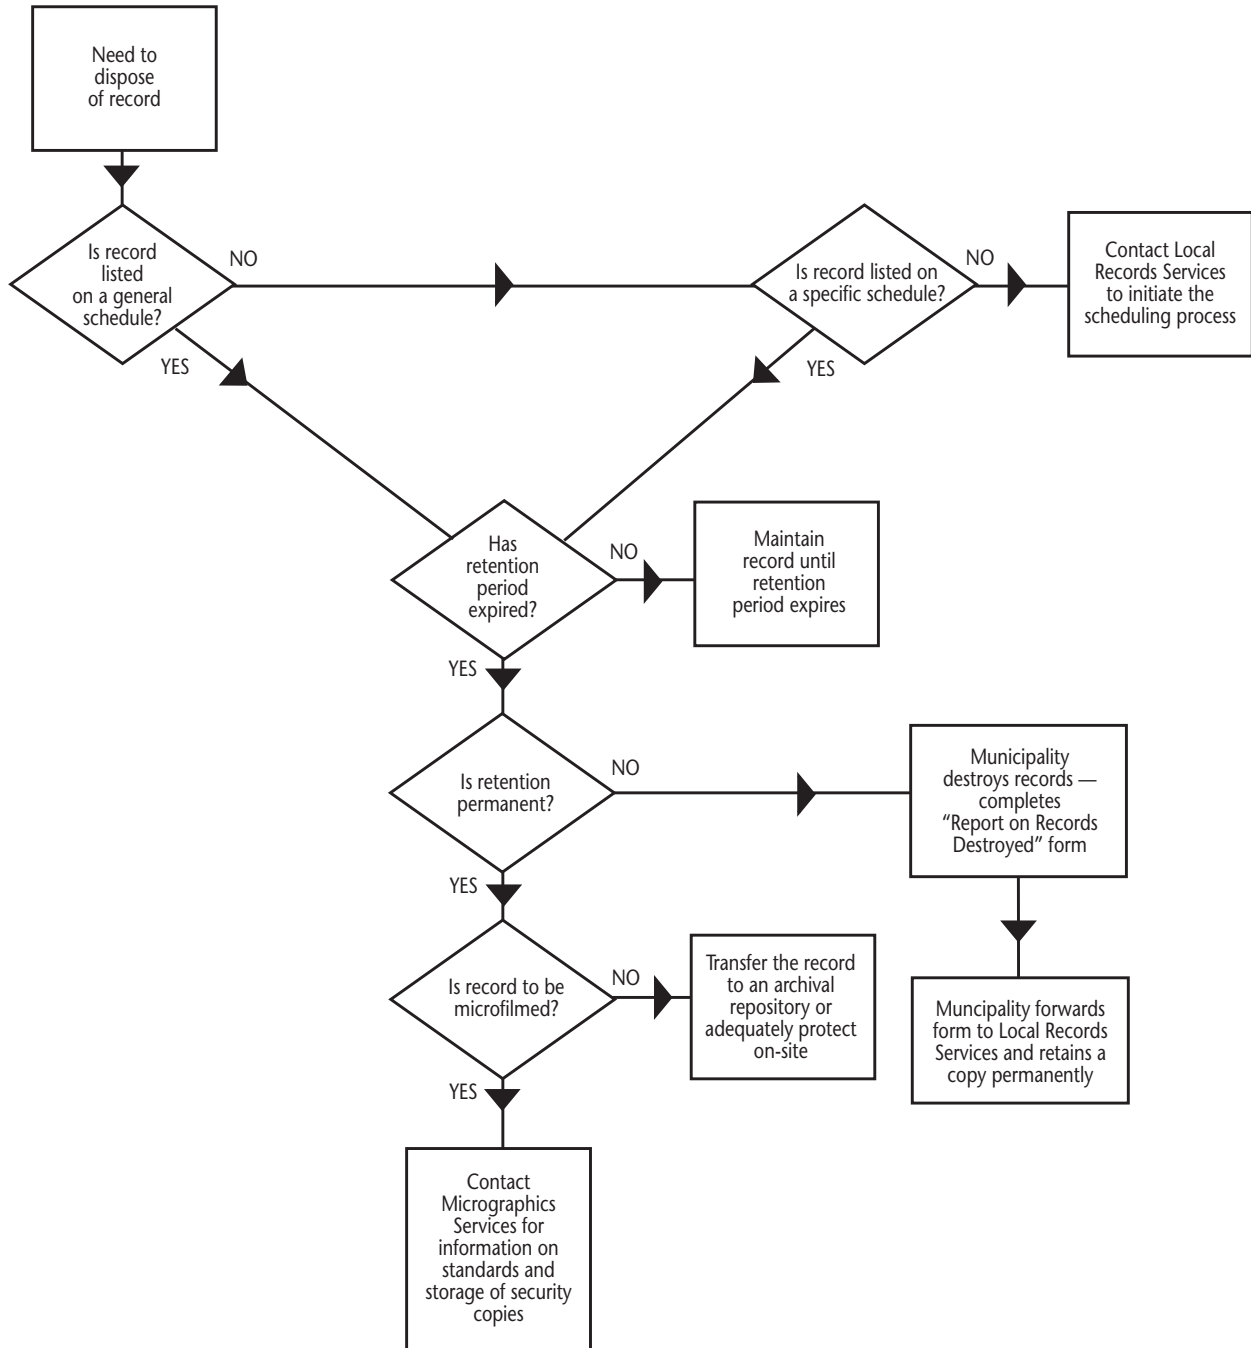 Need to
dispose
of record
Is record
listed
on a general
schedule?
NO
YES
Is record listed on
a specific schedule?
NO
YES
Contact Local
Records Services
to initiate the
scheduling process
Has
retention
period
expired?
NO
YES
Maintain
record until
retention
period expires
Is retention
permanent?
NO
YES
Municipality
destroys records —
completes
“Report on Records
Destroyed” form
Is record to be
microfilmed?
NO
YES
Transfer the record
to an archival
repository or
adequately protect
on-site
Muncipality forwards
form to Local Records
Services and retains a
copy permanently
Contact
Micrographics
Services for
information on
standards and
storage of security
copies